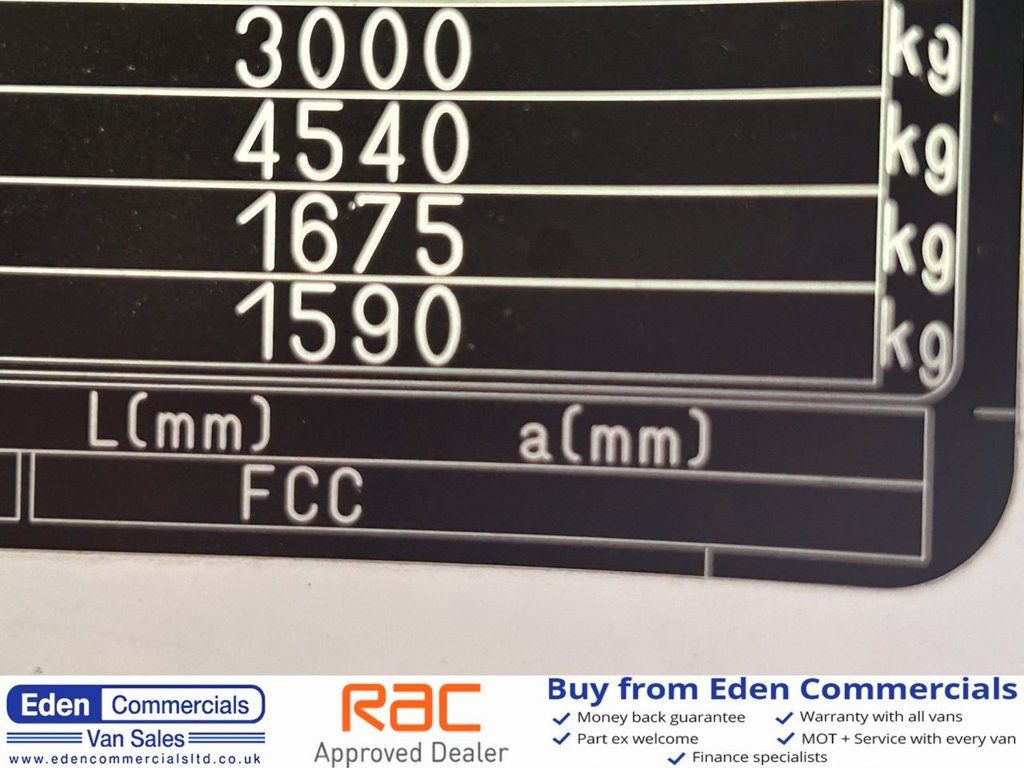 3000 kg
4540 kg
1675 kg
1590 kg
L(mm) a(mm)
FCC
Eden Commercials
Van Sales
www.edencommercialsltd.co.uk
RAC
Approved Dealer
Buy from Eden Commercials
Money back guarantee Warranty with all vans
Part ex welcome MOT + Service with every van
Finance specialists